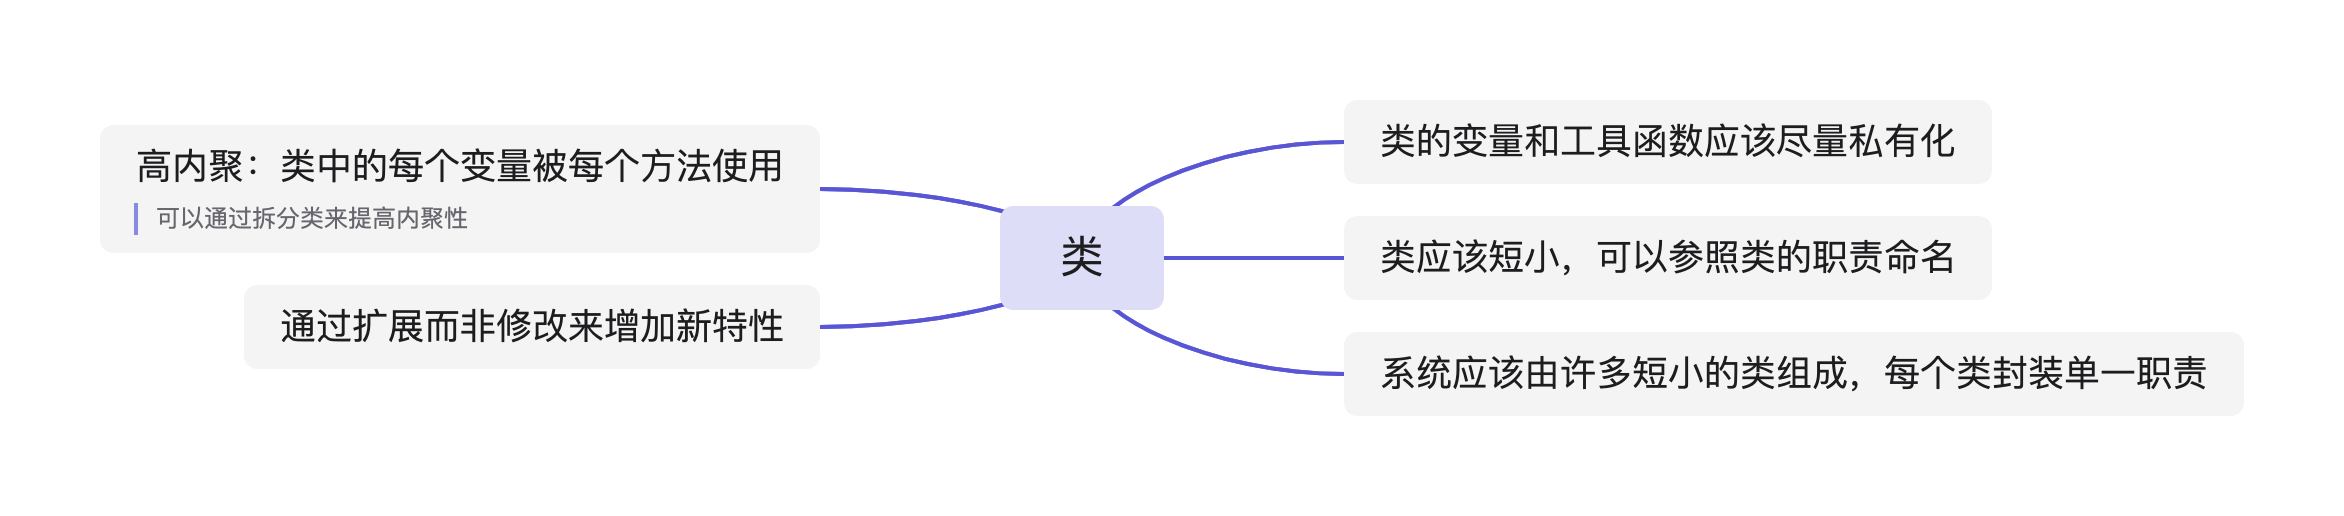 高内聚：类中的每个变量被每个方法使用
可以通过拆分类来提高内聚性
通过扩展而非修改来增加新特性
类
类的变量和工具函数应该尽量私有化
类应该短小，可以参照类的职责命名
系统应该由许多短小的类组成，每个类封装单一职责